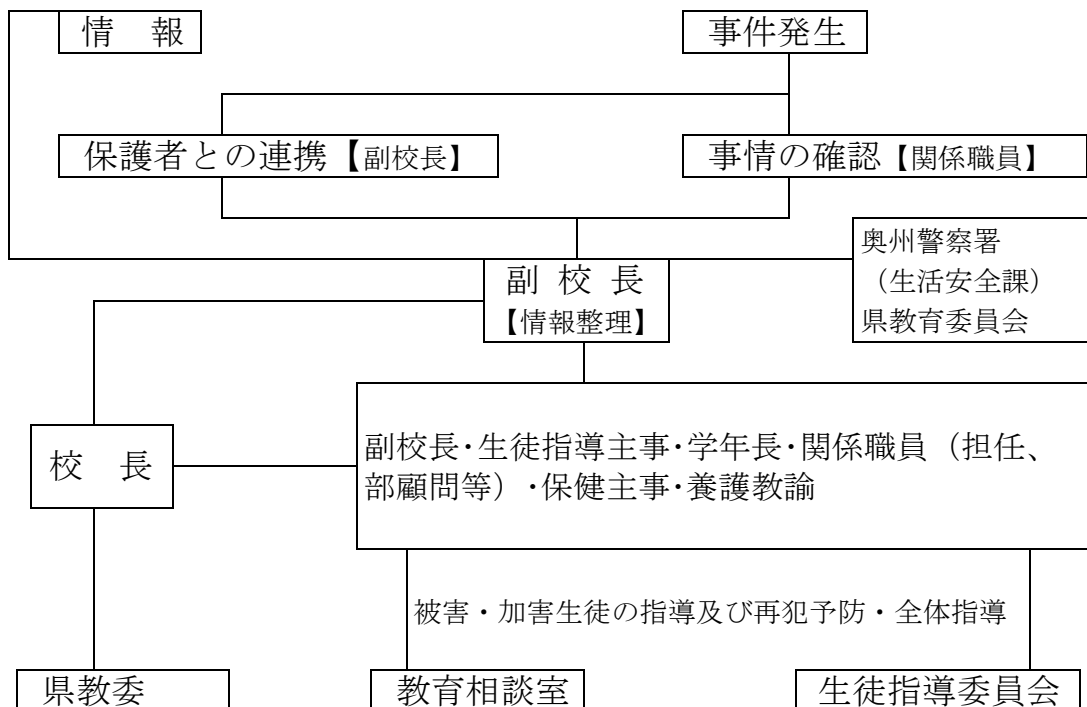 情　報
事件発生
保護者との連携【副校長】
事情の確認【関係職員】
奥州警察署
（生活安全課）
県教育委員会
副 校 長
【情報整理】
校　長
副校長･生徒指導主事･学年長･関係職員（担任、
部顧問等）･保健主事･養護教諭
被害・加害生徒の指導及び再犯予防・全体指導
県教委
教育相談室
生徒指導委員会